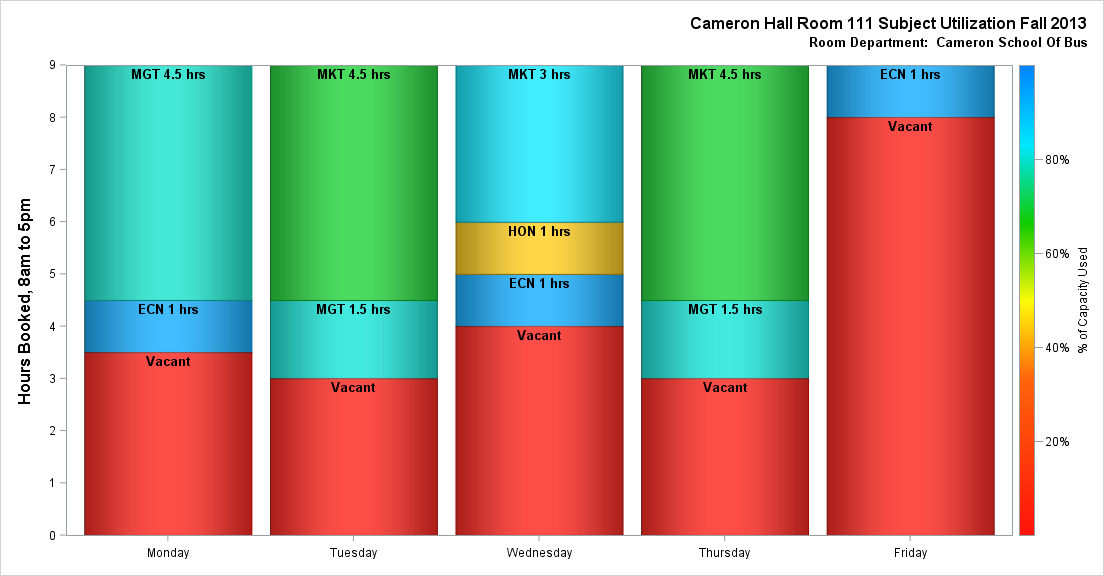 Cameron Hall Room 111 Subject Utilization Fall 2013
Room Department:  Cameron School Of Bus
Hours Booked, 8am to 5pm
9
8
7
6
5
4
3
2
1
0
MGT 4.5 hrs
ECN 1 hrs
Vacant
MKT 4.5 hrs
MGT 1.5 hrs
Vacant
MKT 3 hrs
HON 1 hrs
ECN 1 hrs
Vacant
MKT 4.5 hrs
MGT 1.5 hrs
Vacant
ECN 1 hrs
Vacant
Monday
Tuesday
Wednesday
Thursday
Friday
80%
60%
40%
20%
% of Capacity Used